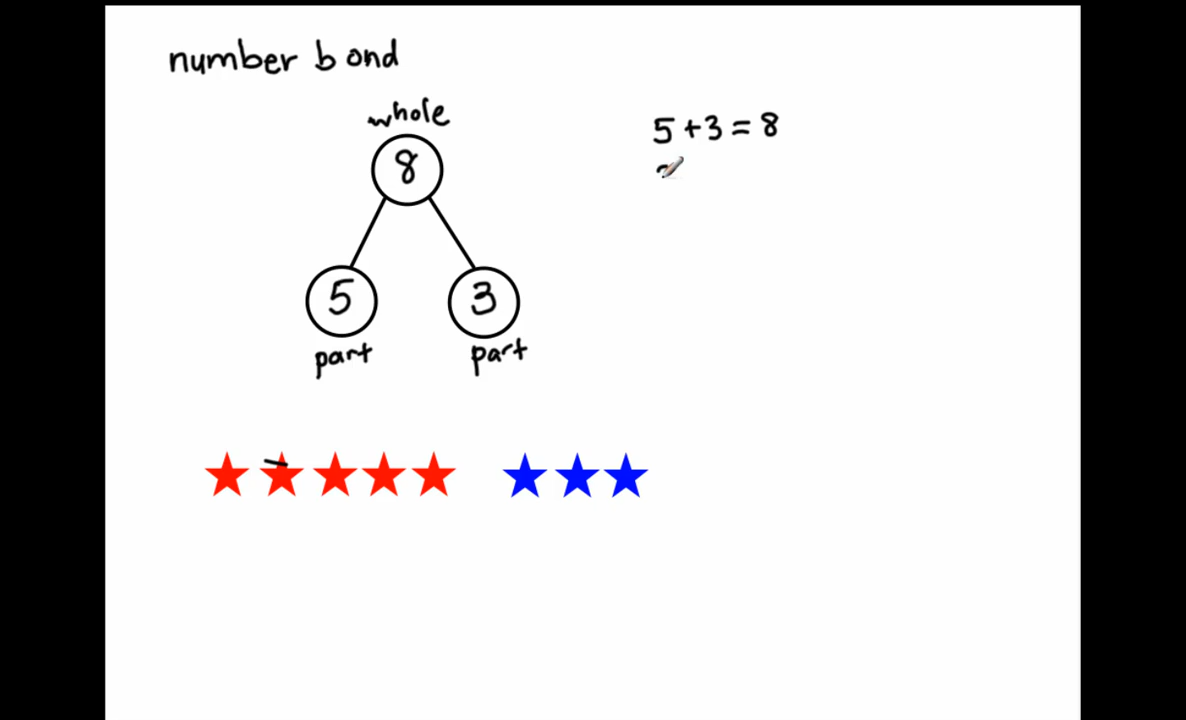 number bond
whole
8
5 3
part part
5 + 3 = 8